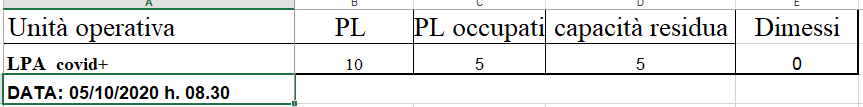 A B C D E
Unità operativa PL PL occupati capacità residua Dimessi
LPA covid+ 10 5 5 0
DATA: 05/10/2020 h. 08.30